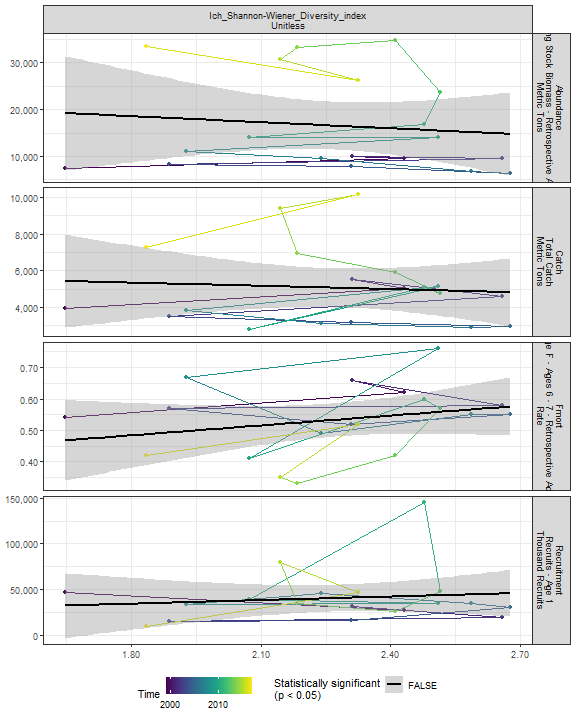 Ich_Shannon-Wiener_Diversity_index
Unitless
30,000
20,000
10,000
Abundance
Stock Biomass - Retrospective
Metric Tons
10,000
8,000
6,000
4,000
Catch
Total Catch
Metric Tons
0.70
0.60
0.50
0.40
Fmort
F - Ages 6 - 7 - Retrospective
Rate
150,000
100,000
50,000
0
Recruitment
Recruits - Age 1
Thousand Recruits
1.80
2.10
2.40
2.70
Time
2000
2010
Statistically significant
(p < 0.05)
FALSE